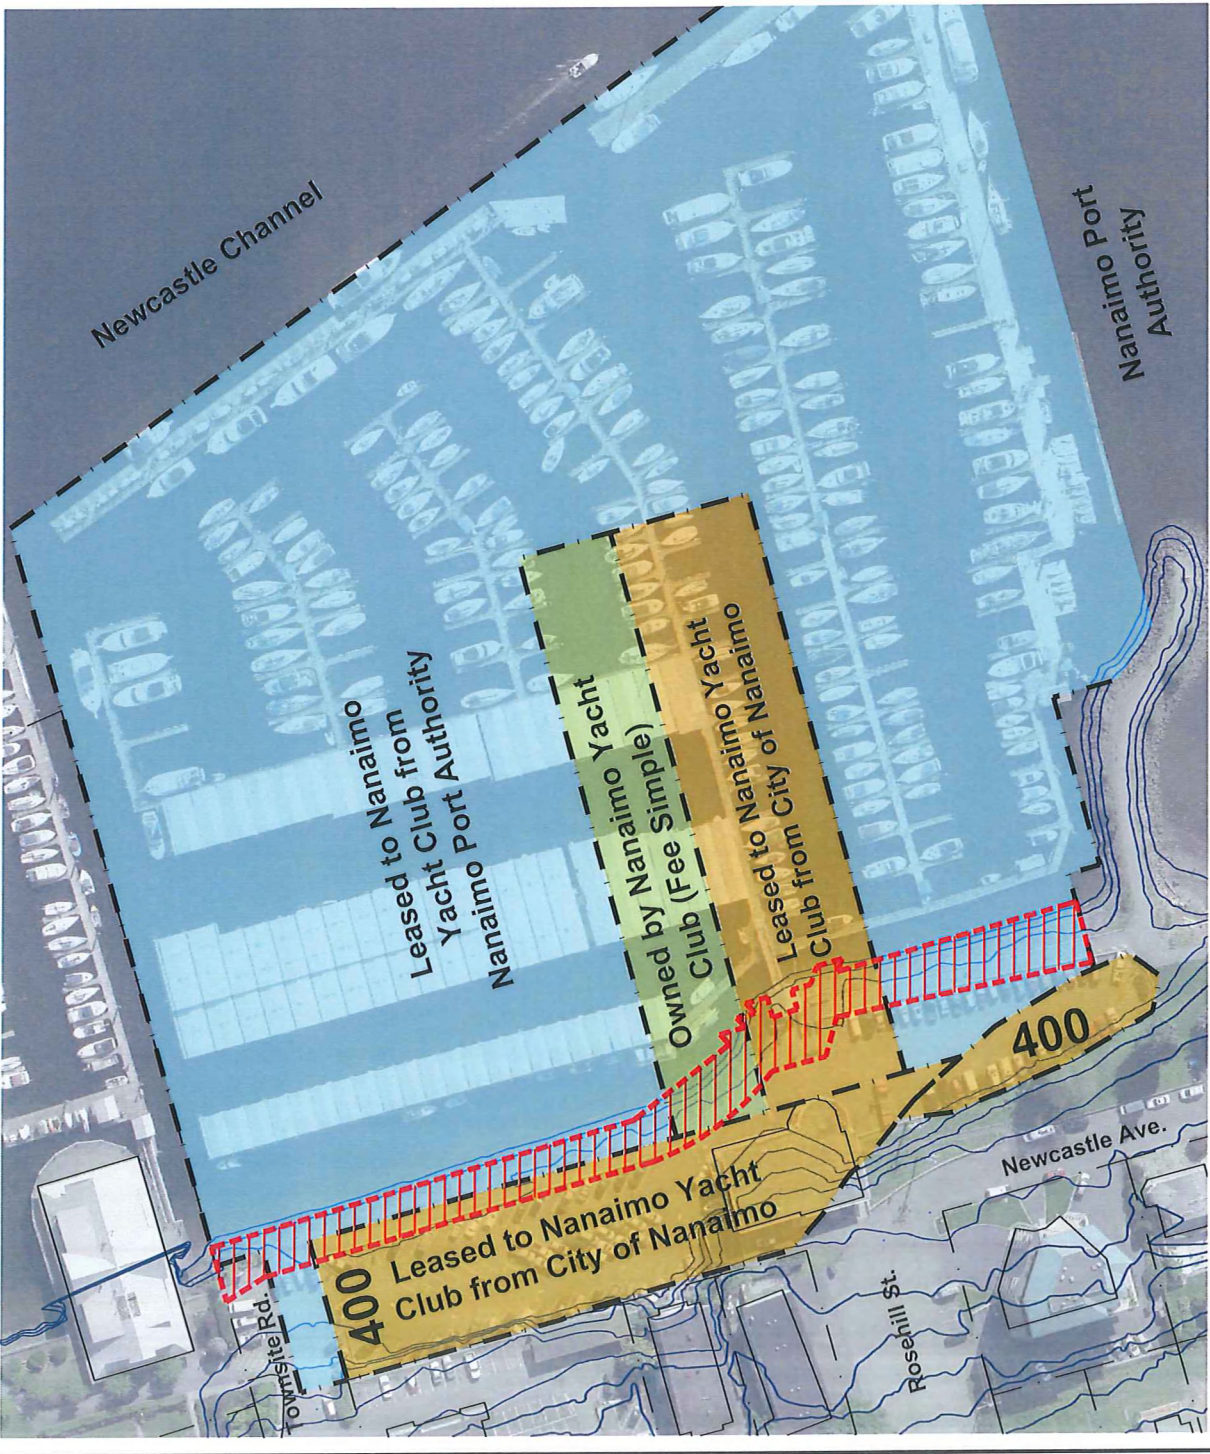 Newcastle Channel
Nanaimo Port
Authority
Leased to Nanaimo
Yacht Club from
Nanaimo Port Authority
Owned by Nanaimo Yacht
Club (Fee Simple)
Leased to Nanaimo Yacht
Club from City of Nanaimo
400
Leased to Nanaimo Yacht
Club from City of Nanaimo
400
Newcastle Ave.
Townsite Rd.
Rosehill St.